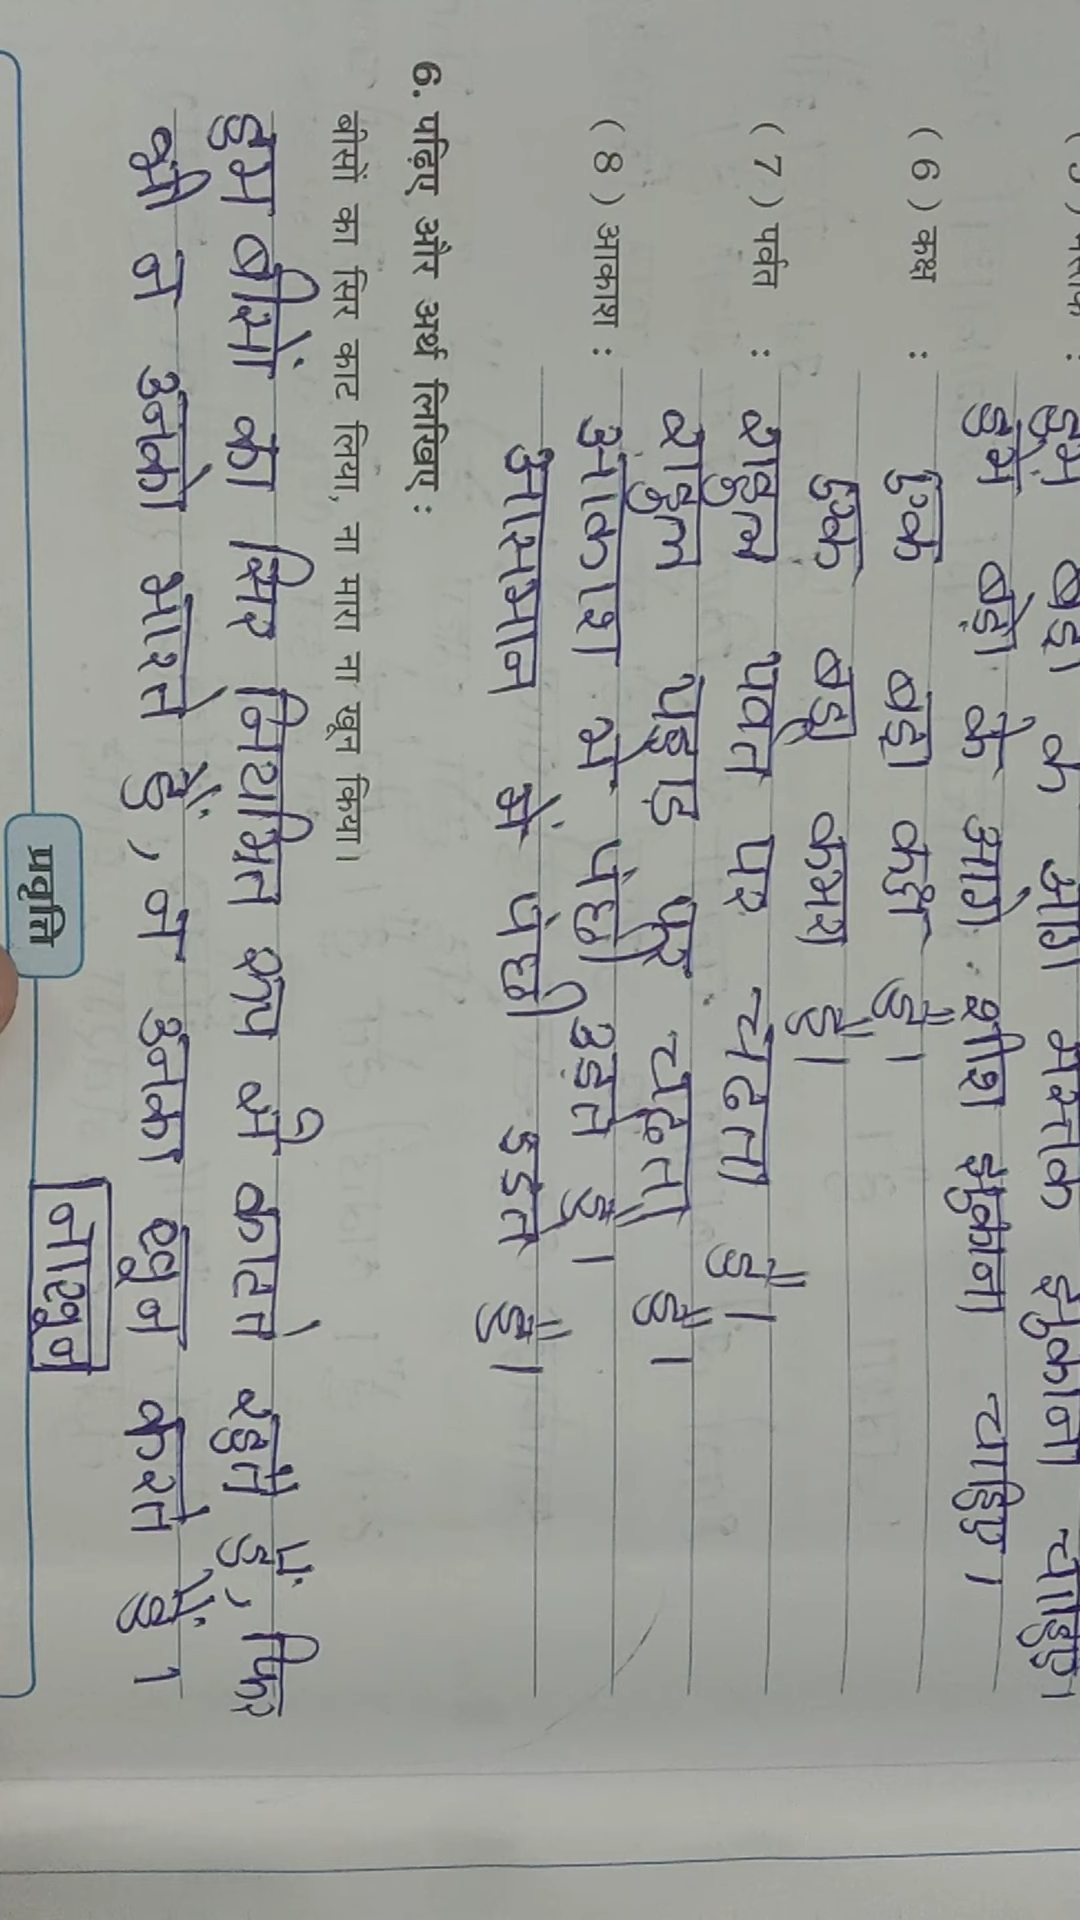 हमें बड़ों के आगे मस्तक झुकाना चाहिए।
हमे बड़ो के आगे शीश झुकाना चाहिए।
( 6 ) कक्ष :
एक बड़ा कक्ष है।
एक बड़ा कमरा है।
( 7 ) पर्वत :
राहुल पर्वत पर चढता है।
राहुल पहाड़ पर चढ़ता है।
( 8 ) आकाश :
आकाश मे पंछी उड़ते है।
आसमान में पंछी उड़ते है।
6. पढ़िए और अर्थ लिखिए :
बीसों का सिर काट लिया, ना मारा ना खून किया।
हम बीसों का सिर नियमित रूप से काटते रहते हैं, फिर
भी न उनको मारते हैं, न उनका खून करते हैं।
नाखून
प्रवृत्ति